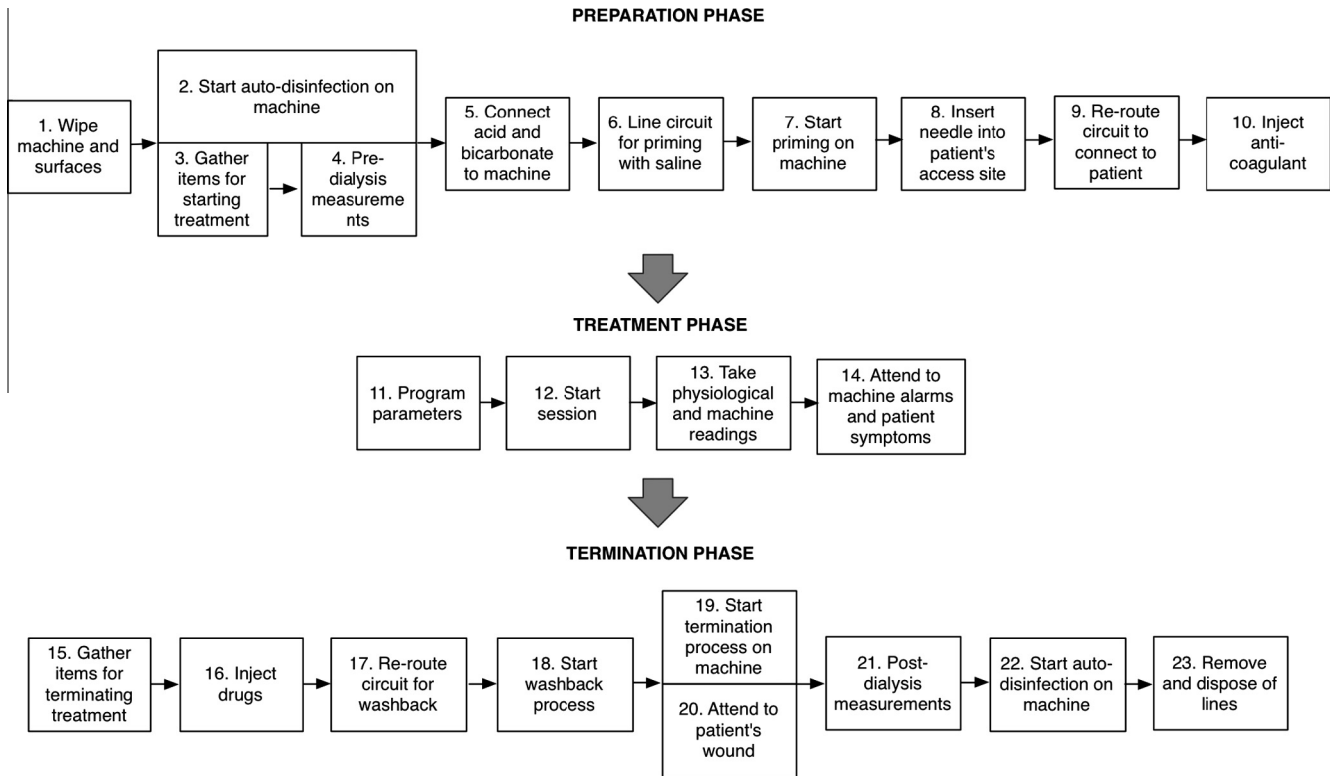 PREPARATION PHASE
2. Start auto-disinfection on
machine
1. Wipe
machine and
surfaces
3. Gather
items for
starting
treatment
4. Pre-
dialysis
measureme
nts
5. Connect
acid and
bicarbonate
to machine
6. Line circuit
for priming
with saline
7. Start
priming on
machine
8. Insert
needle into
patient's
access site
9. Re-route
circuit to
connect to
patient
10. Inject
anti-
coagulant
TREATMENT PHASE
11. Program
parameters
12. Start
session
13. Take
physiological
and machine
readings
14. Attend to
machine alarms
and patient
symptoms
TERMINATION PHASE
15. Gather
items for
terminating
treatment
16. Inject
drugs
17. Re-route
circuit for
washback
18. Start
washback
process
19. Start
termination
process on
machine
20. Attend to
patient's
wound
21. Post-
dialysis
measurements
22. Start auto-
disinfection on
machine
23. Remove
and dispose of
lines